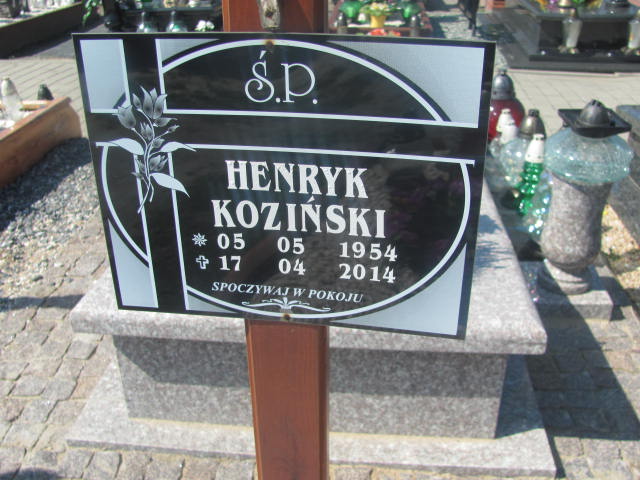 Ś.P.
HENRYK
KOZIŃSKI
05 05 1954
17 04 2014
SPOCZYWAJ W POKOJU